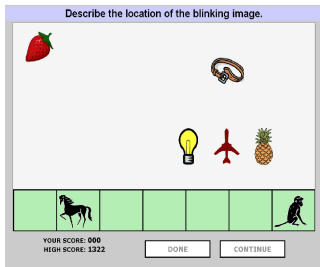 Describe the location of the blinking image.
YOUR SCORE: 000
HIGH SCORE: 1322
DONE
CONTINUE